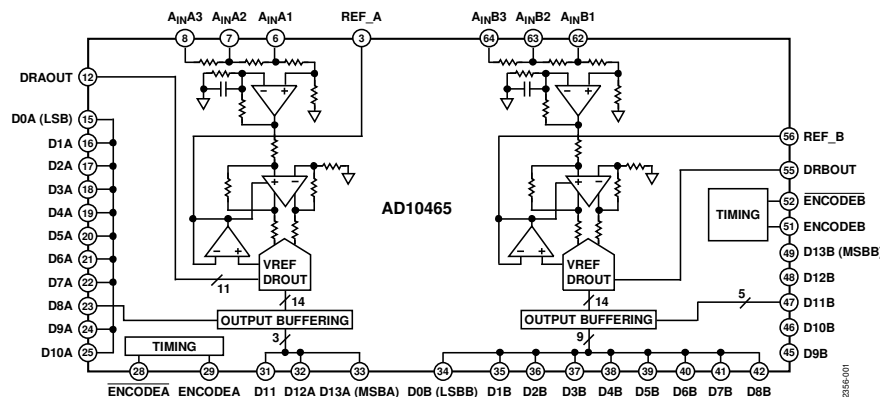 AINA3 AINA2 AINA1 REF_A AINB3 AINB2 AINB1
8 7 6 3 64 63 62
DRAOUT 12
D0A (LSB) 15
D1A 16
D2A 17
D3A 18
D4A 19
D5A 20
D6A 21
D7A 22
D8A 23
D9A 24
D10A 25
− +
+ −
− +
VREF
DROUT
11
14
OUTPUT BUFFERING
3
TIMING
AD10465
− +
+ −
− +
VREF
DROUT
14
OUTPUT BUFFERING
9
5
TIMING
56 REF_B
55 DRBOUT
52 ENCODEB
51 ENCODEB
49 D13B (MSBB)
48 D12B
47 D11B
46 D10B
45 D9B
28 29 31 32 33 34 35 36 37 38 39 40 41 42
ENCODEA ENCODEA D11 D12A D13A (MSBA) D0B (LSBB) D1B D2B D3B D4B D5B D6B D7B D8B
2356-001